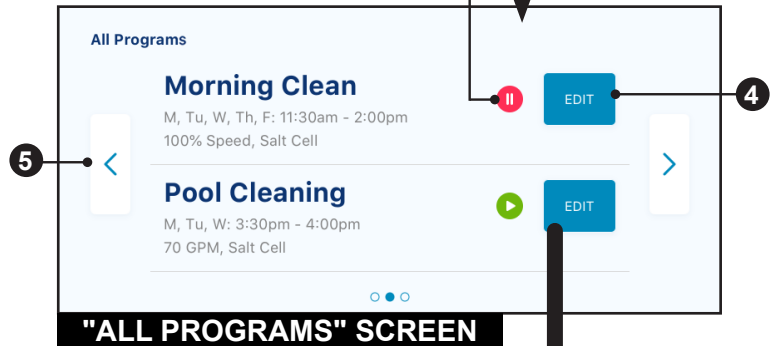 All Programs
Morning Clean
M, Tu, W, Th, F: 11:30am - 2:00pm
100% Speed, Salt Cell
EDIT
4
5
Pool Cleaning
M, Tu, W: 3:30pm - 4:00pm
70 GPM, Salt Cell
EDIT
"ALL PROGRAMS" SCREEN